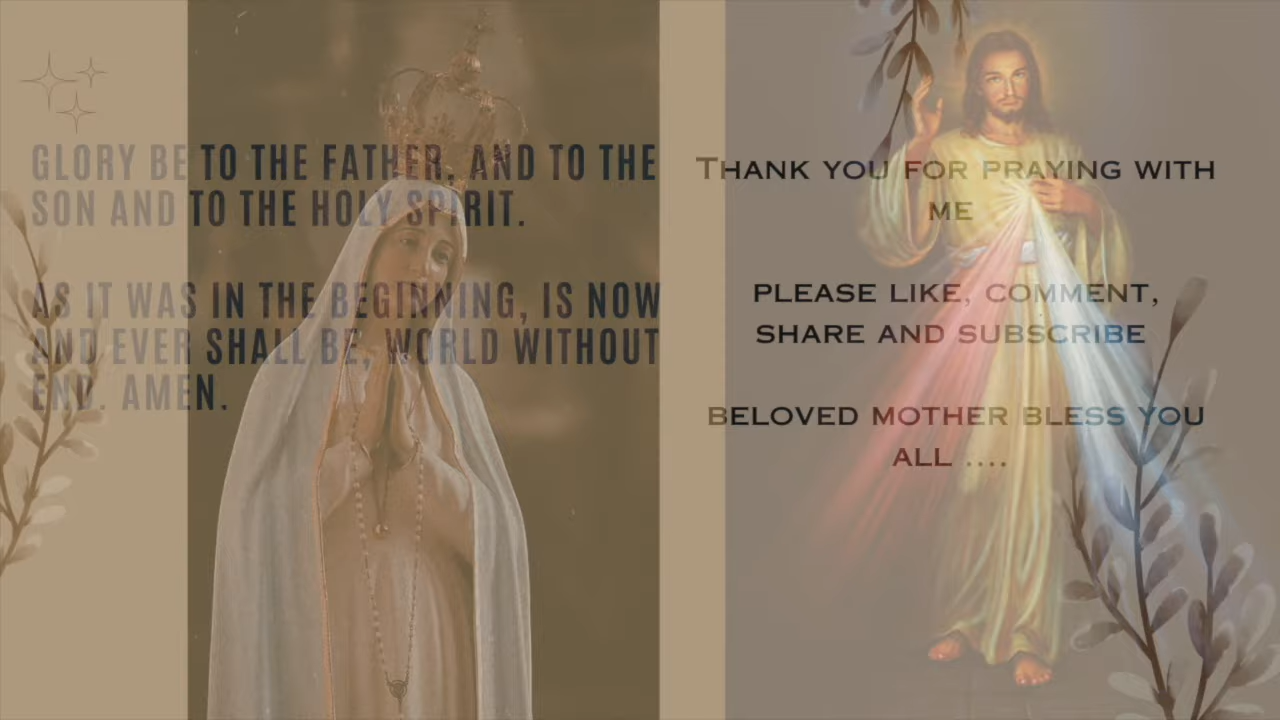 GLORY BE TO THE FATHER, AND TO THE
SON AND TO THE HOLY SPIRIT.
AS IT WAS IN THE BEGINNING, IS NOW
AND EVER SHALL BE, WORLD WITHOUT
END. AMEN.
THANK YOU FOR PRAYING WITH
ME
PLEASE LIKE, COMMENT,
SHARE AND SUBSCRIBE
BELOVED MOTHER BLESS YOU
ALL ....